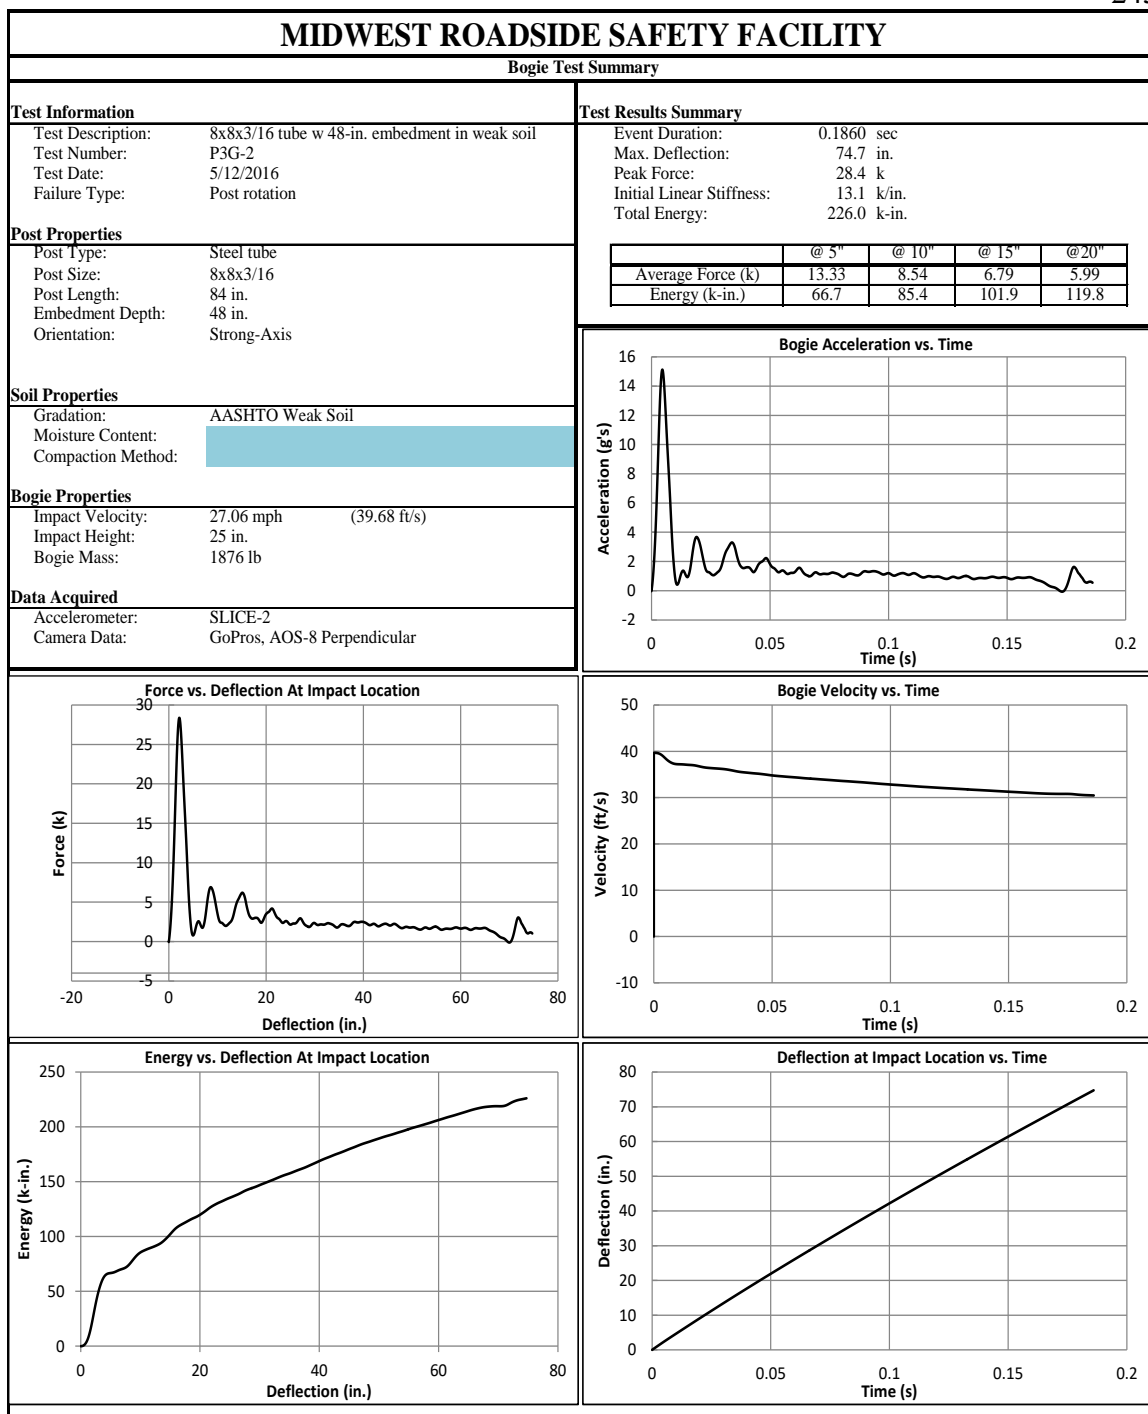 MIDWEST ROADSIDE SAFETY FACILITY
Bogie Test Summary
Test Information
Test Description: 8x8x3/16 tube w 48-in. embedment in weak soil
Test Number: P3G-2
Test Date: 5/12/2016
Failure Type: Post rotation
Post Properties
Post Type: Steel tube
Post Size: 8x8x3/16
Post Length: 84 in.
Embedment Depth: 48 in.
Orientation: Strong-Axis
Soil Properties
Gradation: AASHTO Weak Soil
Moisture Content:
Compaction Method:
Bogie Properties
Impact Velocity: 27.06 mph (39.68 ft/s)
Impact Height: 25 in.
Bogie Mass: 1876 lb
Data Acquired
Accelerometer: SLICE-2
Camera Data: GoPros, AOS-8 Perpendicular
Test Results Summary
Event Duration: 0.1860 sec
Max. Deflection: 74.7 in.
Peak Force: 28.4 k
Initial Linear Stiffness: 13.1 k/in.
Total Energy: 226.0 k-in.
@ 5" @ 10" @ 15" @20"
Average Force (k) 13.33 8.54 6.79 5.99
Energy (k-in.) 66.7 85.4 101.9 119.8
Bogie Acceleration vs. Time
Acceleration (g's)
16
14
12
10
8
6
4
2
0
-2
0 0.05 0.1 0.15 0.2
Time (s)
Force vs. Deflection At Impact Location
Force (k)
30
25
20
15
10
5
0
-5
-20 0 20 40 60 80
Deflection (in.)
Bogie Velocity vs. Time
Velocity (ft/s)
50
40
30
20
10
0
-10
0 0.05 0.1 0.15 0.2
Time (s)
Energy vs. Deflection At Impact Location
Energy (k-in.)
250
200
150
100
50
0
0 20 40 60 80
Deflection (in.)
Deflection at Impact Location vs. Time
Deflection (in.)
80
70
60
50
40
30
20
10
0
0 0.05 0.1 0.15 0.2
Time (s)